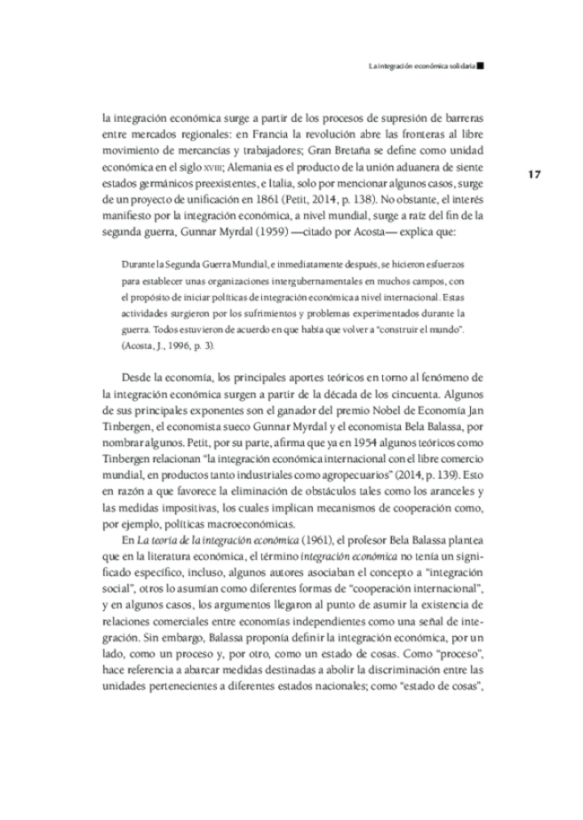 La integración económica solidaria
17
la integración económica surge a partir de los procesos de supresión de barreras
entre mercados regionales: en Francia la revolución abre las fronteras al libre
movimiento de mercancías y trabajadores; Gran Bretaña se define como unidad
económica en el siglo XVIII; Alemania es el producto de la unión aduanera de siente
estados germánicos preexistentes, e Italia, solo por mencionar algunos casos, surge
de un proyecto de unificación en 1861 (Petit, 2014, p. 138). No obstante, el interés
manifiesto por la integración económica, a nivel mundial, surge a raíz del fin de la
segunda guerra, Gunnar Myrdal (1959) —citado por Acosta— explica que:
Durante la Segunda Guerra Mundial, e inmediatamente después, se hicieron esfuerzos
para establecer unas organizaciones intergubernamentales en muchos campos, con
el propósito de iniciar políticas de integración económica a nivel internacional. Estas
actividades surgieron por los sufrimientos y problemas experimentados durante la
guerra. Todos estuvieron de acuerdo en que había que volver a “construir el mundo”.
(Acosta, J., 1996, p. 3).
Desde la economía, los principales aportes teóricos en torno al fenómeno de
la integración económica surgen a partir de la década de los cincuenta. Algunos
de sus principales exponentes son el ganador del premio Nobel de Economía Jan
Tinbergen, el economista sueco Gunnar Myrdal y el economista Bela Balassa, por
nombrar algunos. Petit, por su parte, afirma que ya en 1954 algunos teóricos como
Tinbergen relacionan “la integración económica internacional con el libre comercio
mundial, en productos tanto industriales como agropecuarios” (2014, p. 139). Esto
en razón a que favorece la eliminación de obstáculos tales como los aranceles y
las medidas impositivas, los cuales implican mecanismos de cooperación como,
por ejemplo, políticas macroeconómicas.
En La teoría de la integración económica (1961), el profesor Bela Balassa plantea
que en la literatura económica, el término integración económica no tenía un signi-
ficado específico, incluso, algunos autores asociaban el concepto a “integración
social”, otros lo asumían como diferentes formas de “cooperación internacional”,
y en algunos casos, los argumentos llegaron al punto de asumir la existencia de
relaciones comerciales entre economías independientes como una señal de inte-
gración. Sin embargo, Balassa proponía definir la integración económica, por un
lado, como un proceso y, por otro, como un estado de cosas. Como “proceso”,
hace referencia a abarcar medidas destinadas a abolir la discriminación entre las
unidades pertenecientes a diferentes estados nacionales; como “estado de cosas”,